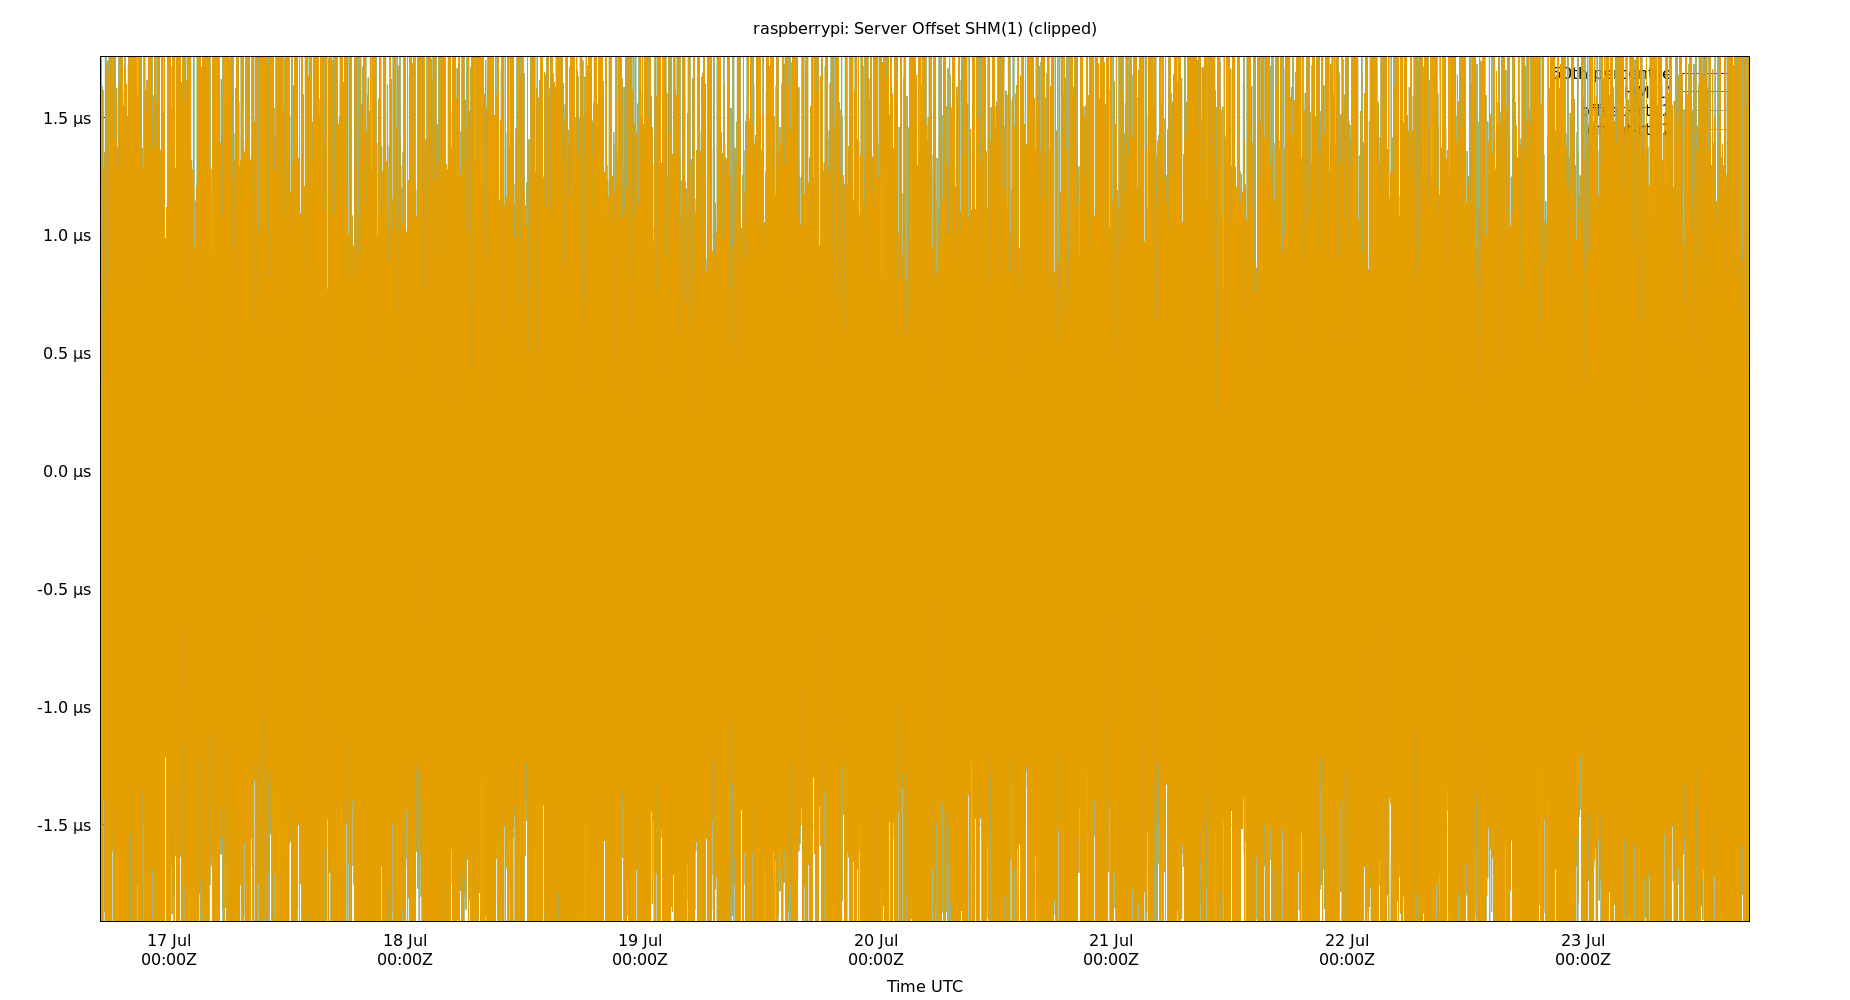 raspberrypi: Server Offset SHM(1) (clipped)
1.5 µs
1.0 µs
0.5 µs
0.0 µs
-0.5 µs
-1.0 µs
-1.5 µs
17 Jul 18 Jul 19 Jul 20 Jul 21 Jul 22 Jul 23 Jul
00:00Z 00:00Z 00:00Z 00:00Z 00:00Z 00:00Z 00:00Z
Time UTC